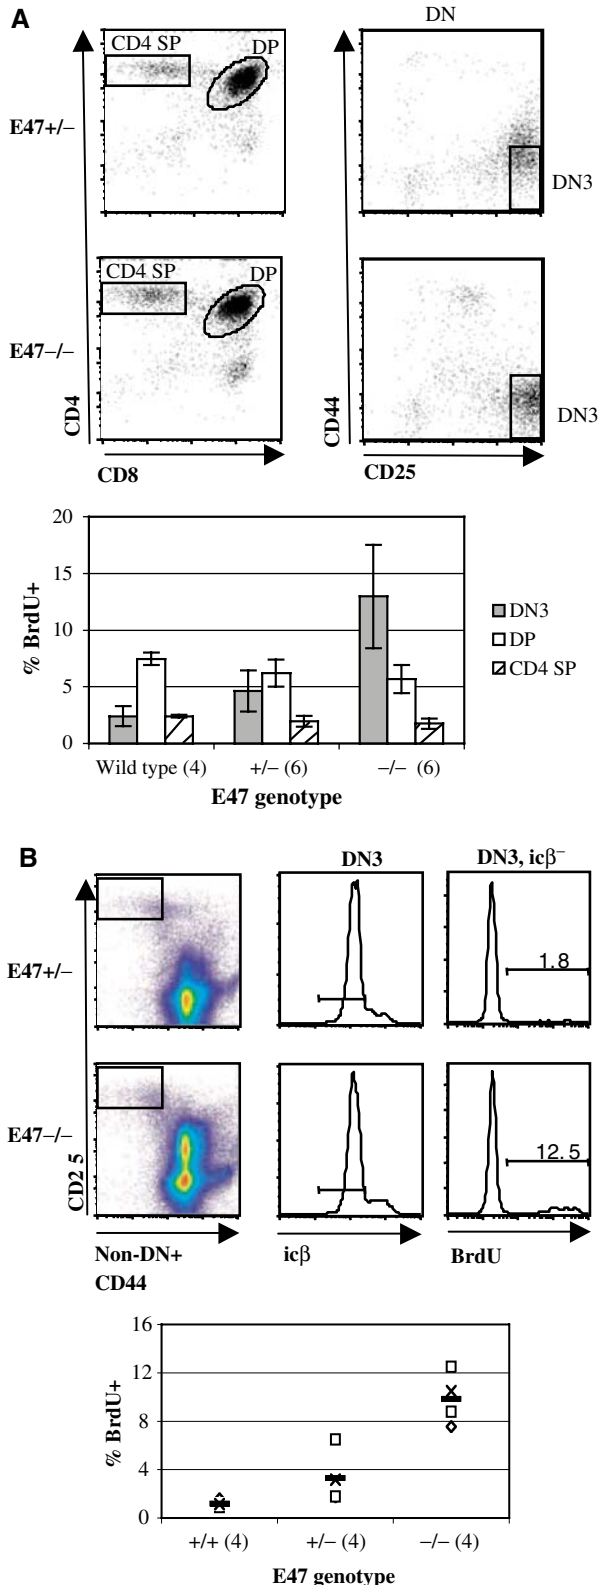 A
CD4 SP
DP
DN
E47+/−
DN3
CD4 SP
DP
E47−/−
DN3
CD4
CD44
CD8
CD25
20
15
10
5
0
% BrdU+
DN3
DP
CD4 SP
Wild type (4)
+/− (6)
−/− (6)
E47 genotype
B
DN3
DN3, icβ⁻
E47+/−
1.8
E47−/−
12.5
CD2 5
Non-DN+
CD44
icβ
BrdU
16
12
8
4
0
% BrdU+
+/+ (4)
+/− (4)
−/− (4)
E47 genotype